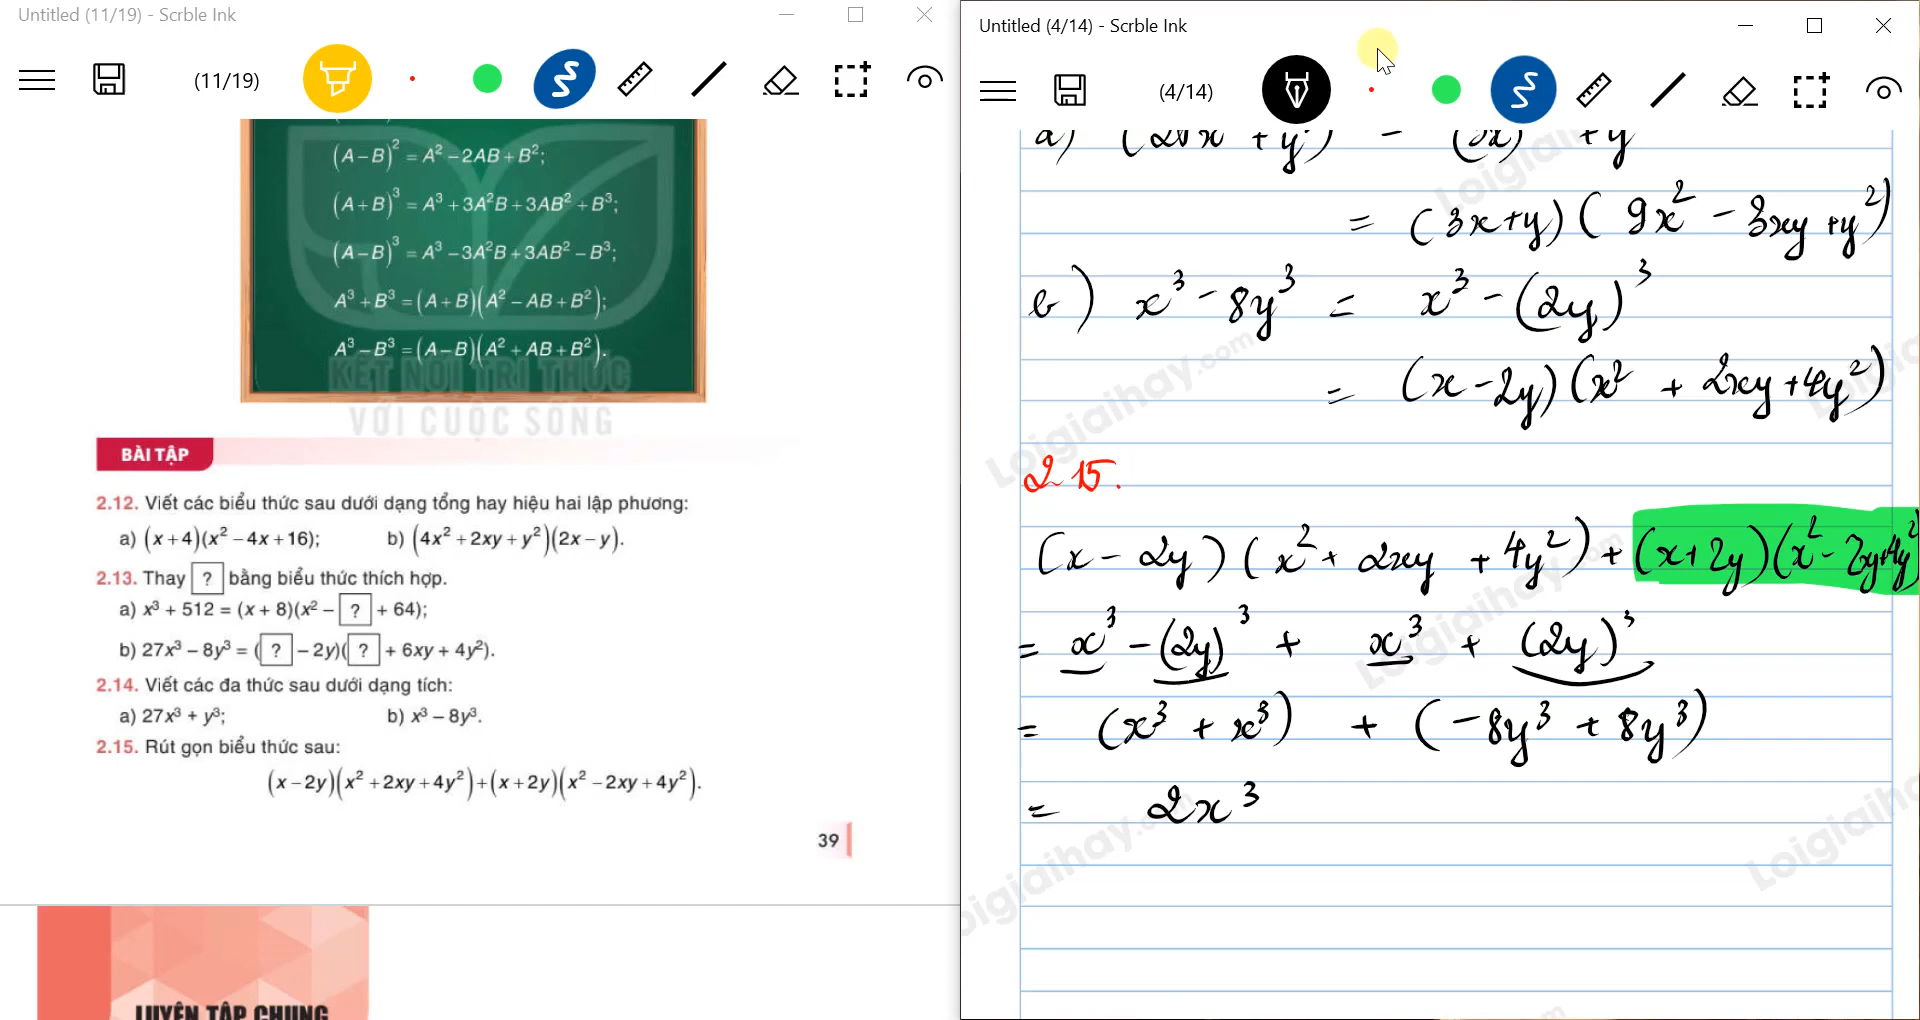 Untitled (11/19) - Scrble Ink
(11/19)
(A – B)² = A² – 2AB + B²;
(A + B)³ = A³ + 3A²B + 3AB² + B³;
(A – B)³ = A³ – 3A²B + 3AB² – B³;
A³ + B³ = (A + B)(A² – AB + B²);
A³ – B³ = (A – B)(A² + AB + B²).
KẾT NỐI TRI THỨC
VỚI CUỘC SỐNG
BÀI TẬP
2.12. Viết các biểu thức sau dưới dạng tổng hay hiệu hai lập phương:
a) (x + 4)(x² – 4x + 16); b) (4x² + 2xy + y²)(2x – y).
2.13. Thay ? bằng biểu thức thích hợp.
a) x³ + 512 = (x + 8)(x² – ? + 64);
b) 27x³ – 8y³ = (? – 2y)(? + 6xy + 4y²).
2.14. Viết các đa thức sau dưới dạng tích:
a) 27x³ + y³; b) x³ – 8y³.
2.15. Rút gọn biểu thức sau:
(x – 2y)(x² + 2xy + 4y²) + (x + 2y)(x² – 2xy + 4y²).
39
LUYỆN TẬP CHUNG
Untitled (4/14) - Scrble Ink
(4/14)
= (3x + y)(9x² - 3xy + y²)
b) x³ - 8y³ = x³ - (2y)³
= (x - 2y)(x² + 2xy + 4y²)
2.15.
(x - 2y)(x² + 2xy + 4y²) + (x + 2y)(x² - 2xy + 4y²)
= x³ - (2y)³ + x³ + (2y)³
= (x³ + x³) + (-8y³ + 8y³)
= 2x³
Loigiaihay.com